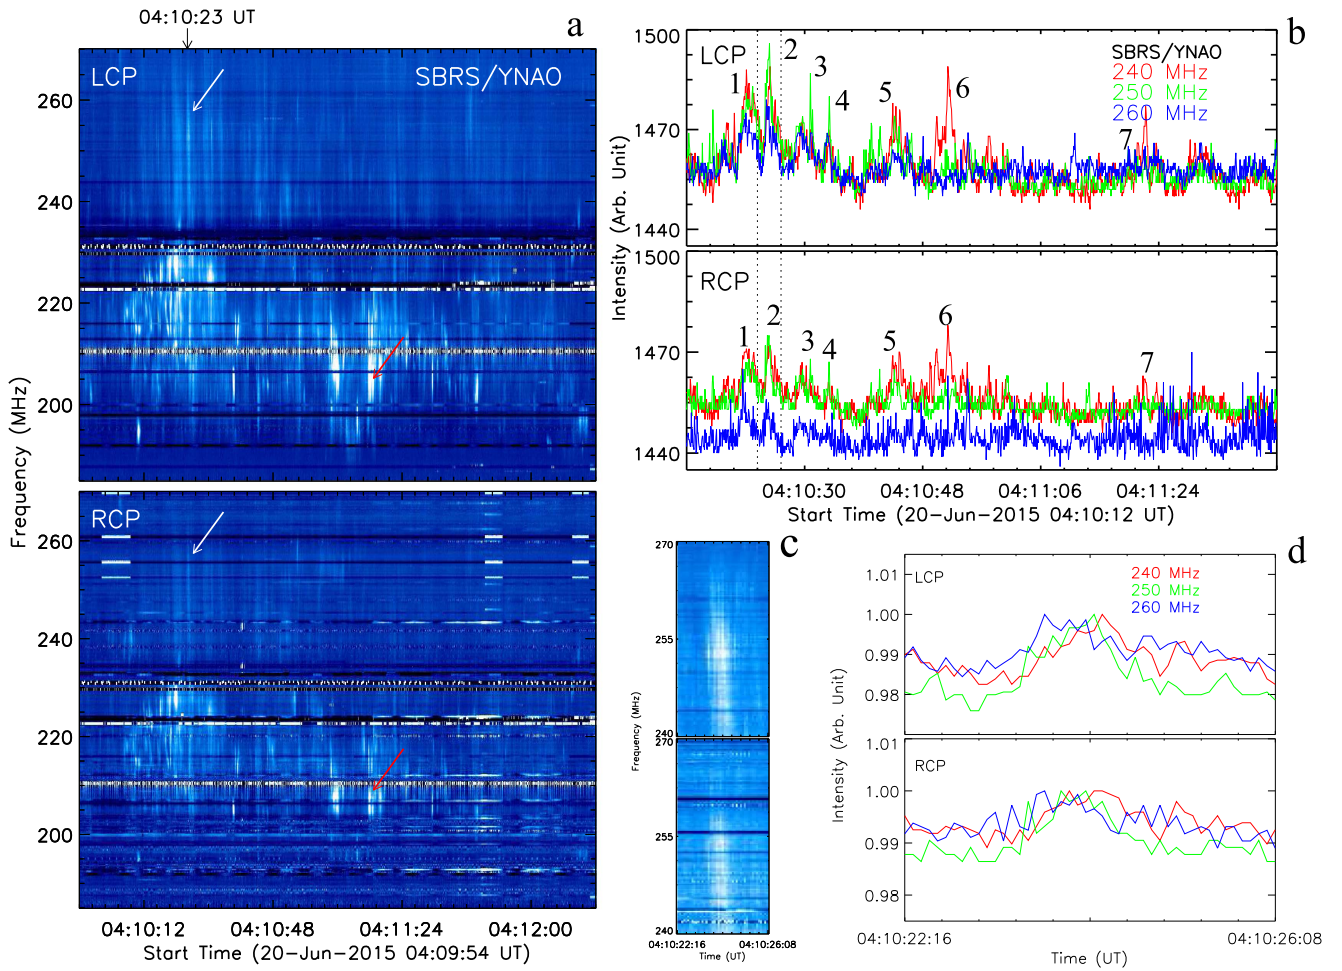 04:10:23 UT
a
LCP
SBRS/YNAO
260
240
220
200
RCP
260
240
220
200
Frequency (MHz)
04:10:12
04:10:48
04:11:24
04:12:00
Start Time (20-Jun-2015 04:09:54 UT)
b
1500
1470
1440
LCP
1
2
3
4
5
6
7
SBRS/YNAO
240 MHz
250 MHz
260 MHz
1500
1470
1440
RCP
1
2
3
4
5
6
7
Intensity (Arb. Unit)
04:10:30
04:10:48
04:11:06
04:11:24
Start Time (20-Jun-2015 04:10:12 UT)
c
270
255
240
270
255
240
Frequency (MHz)
04:10:22:16
04:10:26:08
Time (UT)
d
1.01
1.00
0.99
0.98
LCP
240 MHz
250 MHz
260 MHz
1.01
1.00
0.99
0.98
RCP
Intensity (Arb. Unit)
04:10:22:16
04:10:26:08
Time (UT)